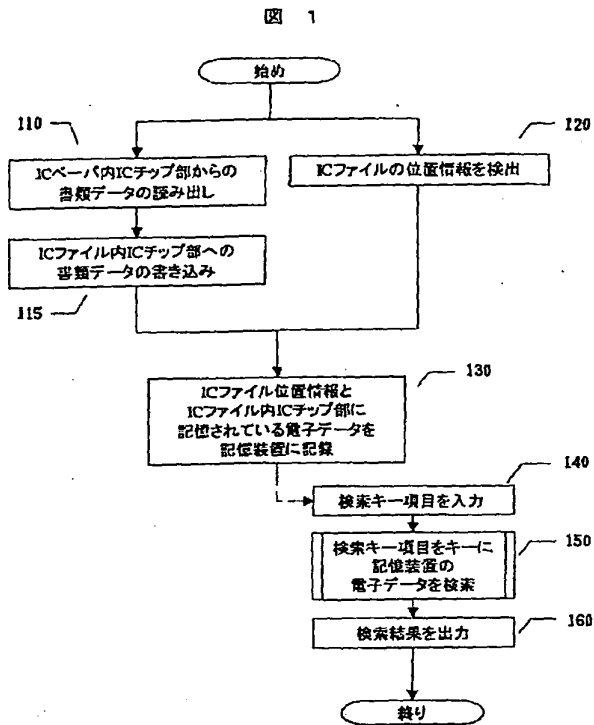 図 1
始め
110
120
ICペーパ内ICチップ部からの
書類データの読み出し
ICファイルの位置情報を検出
ICファイル内ICチップ部への
書類データの書き込み
115
130
ICファイル位置情報と
ICファイル内ICチップ部に
記憶されている電子データを
記憶装置に記録
140
検索キー項目を入力
150
検索キー項目をキーに
記憶装置の
電子データを検索
160
検索結果を出力
終り